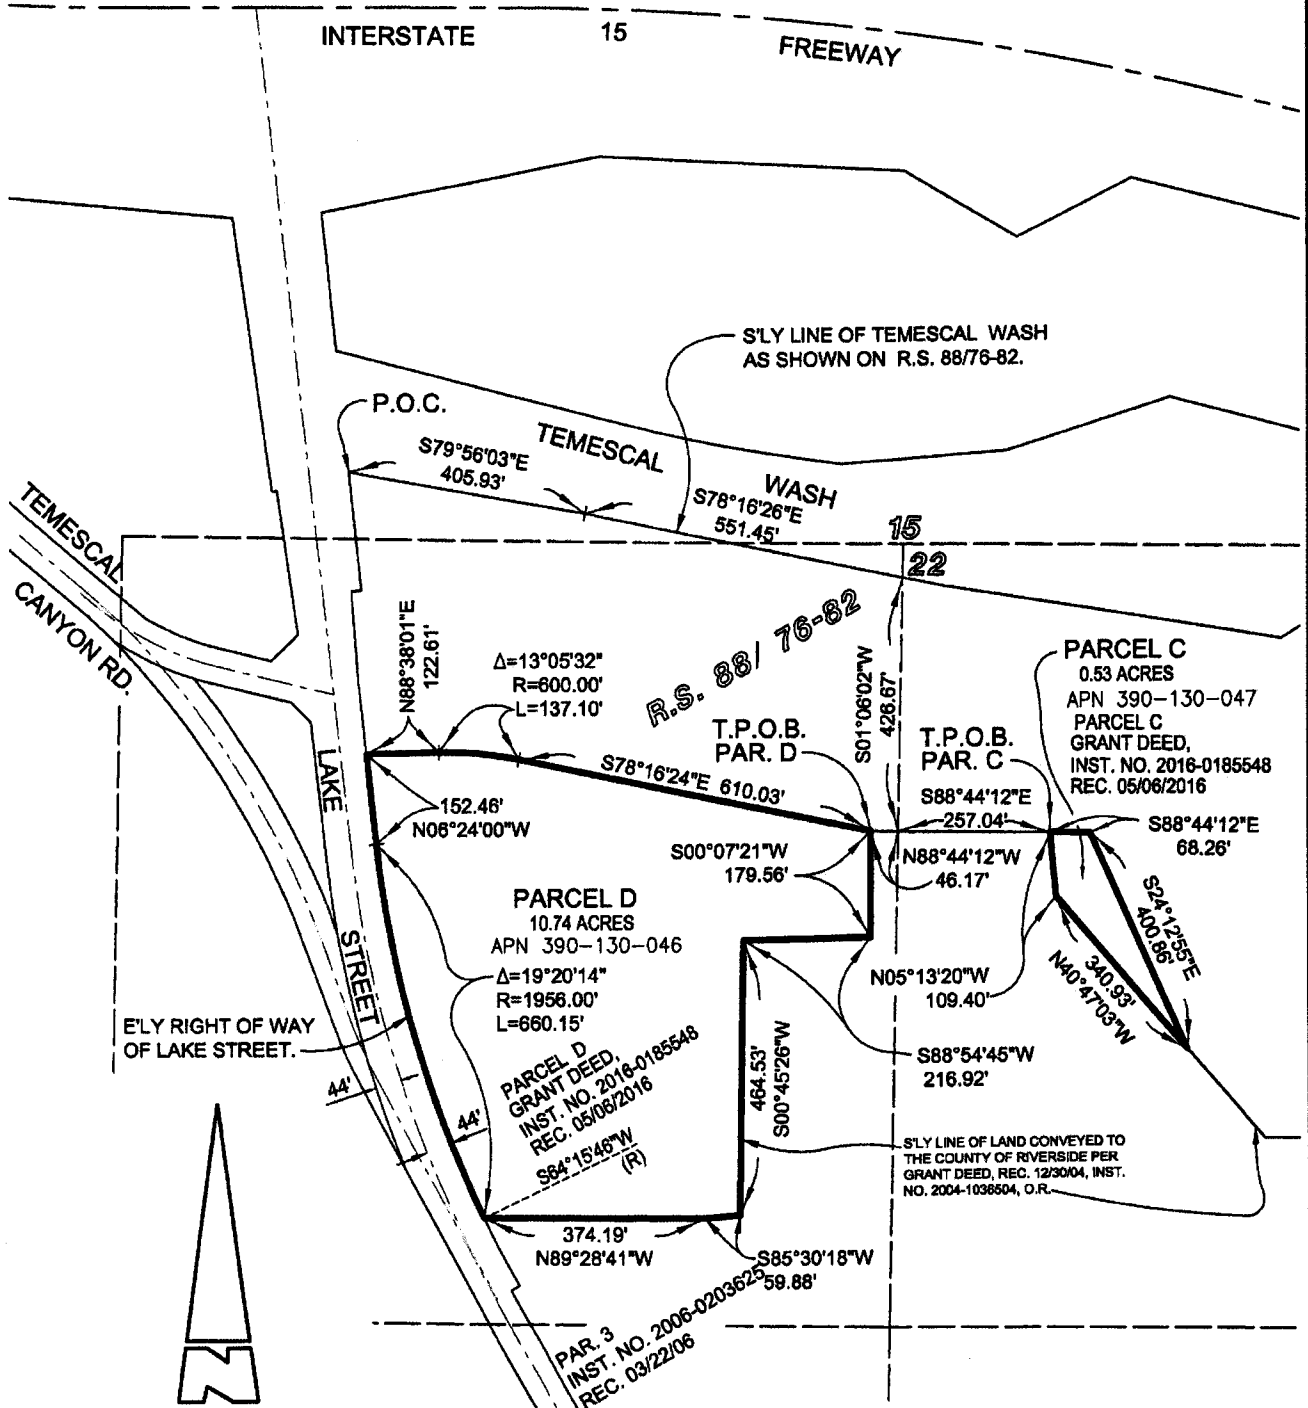 INTERSTATE 15 FREEWAY
S'LY LINE OF TEMESCAL WASH
AS SHOWN ON R.S. 88/76-82.
P.O.C.
S79°56'03"E
405.93'
TEMESCAL WASH
S78°16'26"E
551.45'
15
22
TEMESCAL
CANYON RD.
R.S. 88/ 76-82
N88°38'01"E
122.61'
Δ=13°05'32"
R=600.00'
L=137.10'
S01°06'02"W
426.67'
PARCEL C
0.53 ACRES
APN 390-130-047
PARCEL C
GRANT DEED,
INST. NO. 2016-0185548
REC. 05/06/2016
T.P.O.B.
PAR. D
T.P.O.B.
PAR. C
S78°16'24"E 610.03'
S88°44'12"E
257.04'
S88°44'12"E
68.26'
LAKE STREET
152.46'
N06°24'00"W
S00°07'21"W
179.56'
N88°44'12"W
46.17'
S24°12'55"E
400.86'
PARCEL D
10.74 ACRES
APN 390-130-046
Δ=19°20'14"
R=1956.00'
L=660.15'
N05°13'20"W
109.40'
340.93'
N40°47'03"W
E'LY RIGHT OF WAY
OF LAKE STREET.
PARCEL D
GRANT DEED,
INST. NO. 2016-0185548
REC. 05/06/2016
464.53'
S00°45'26"W
S88°54'45"W
216.92'
44'
44'
S64°15'46"W
(R)
S'LY LINE OF LAND CONVEYED TO
THE COUNTY OF RIVERSIDE PER
GRANT DEED, REC. 12/30/04, INST.
NO. 2004-1036504, O.R.
374.19'
N89°28'41"W
S85°30'18"W
59.88'
PAR. 3
INST. NO. 2006-0203625
REC. 03/22/06
N